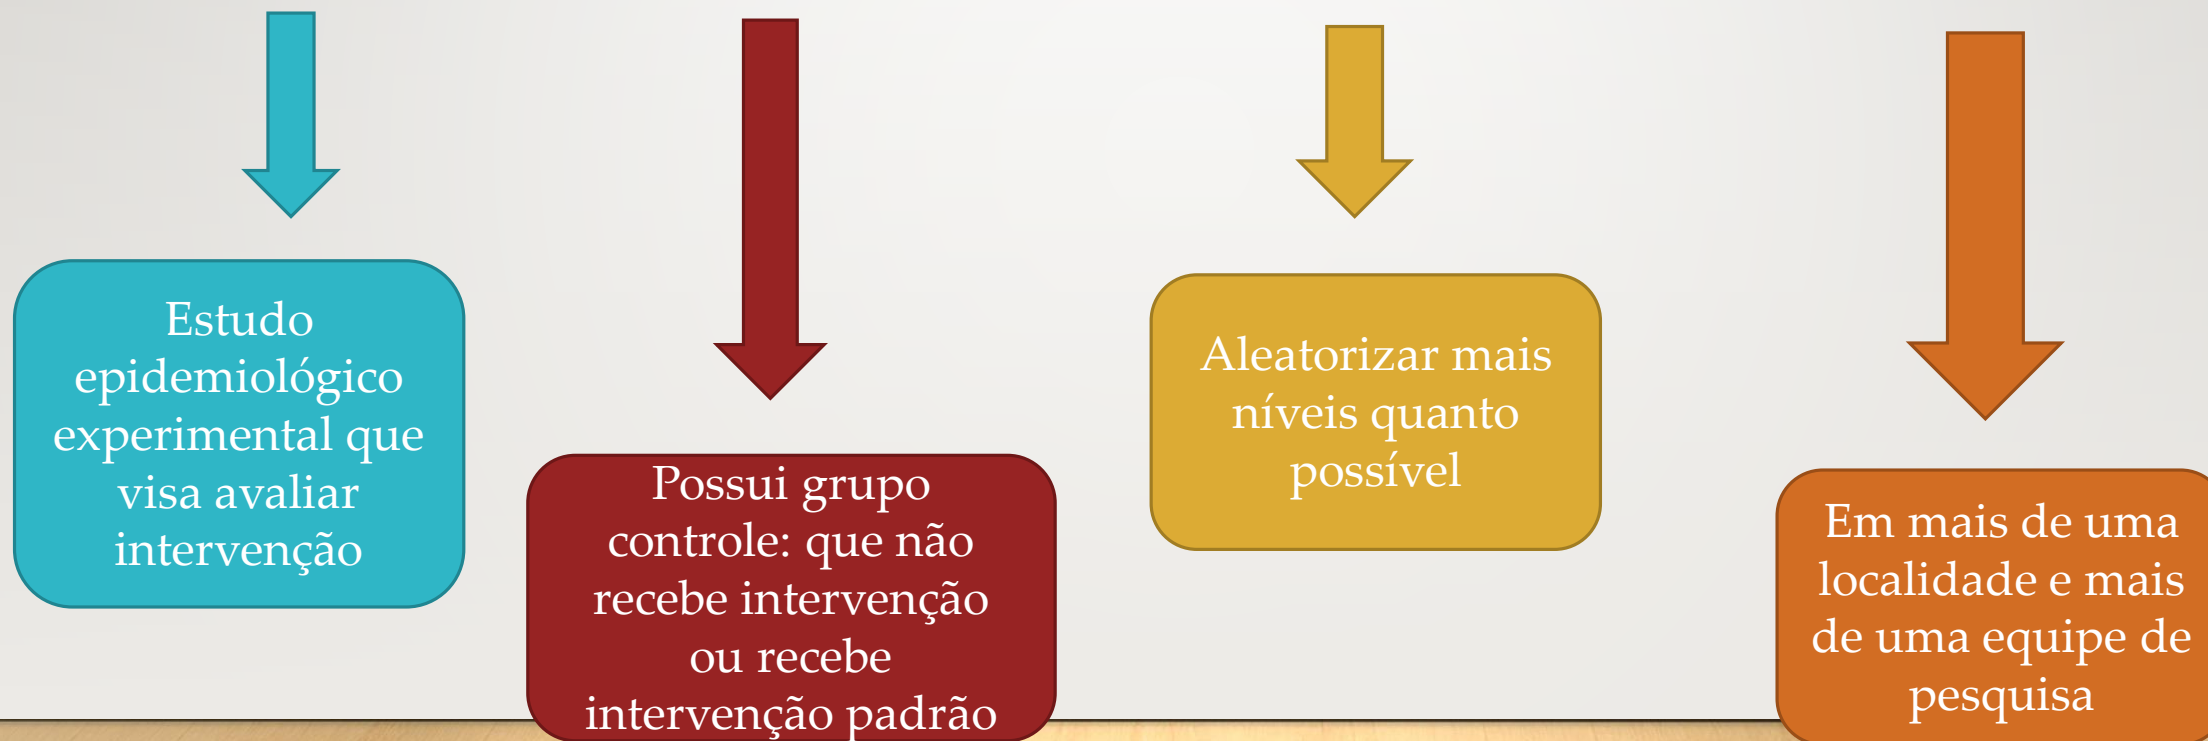 Estudo
epidemiológico
experimental que
visa avaliar
intervenção
Possui grupo
controle: que não
recebe intervenção
ou recebe
intervenção padrão
Aleatorizar mais
níveis quanto
possível
Em mais de uma
localidade e mais
de uma equipe de
pesquisa